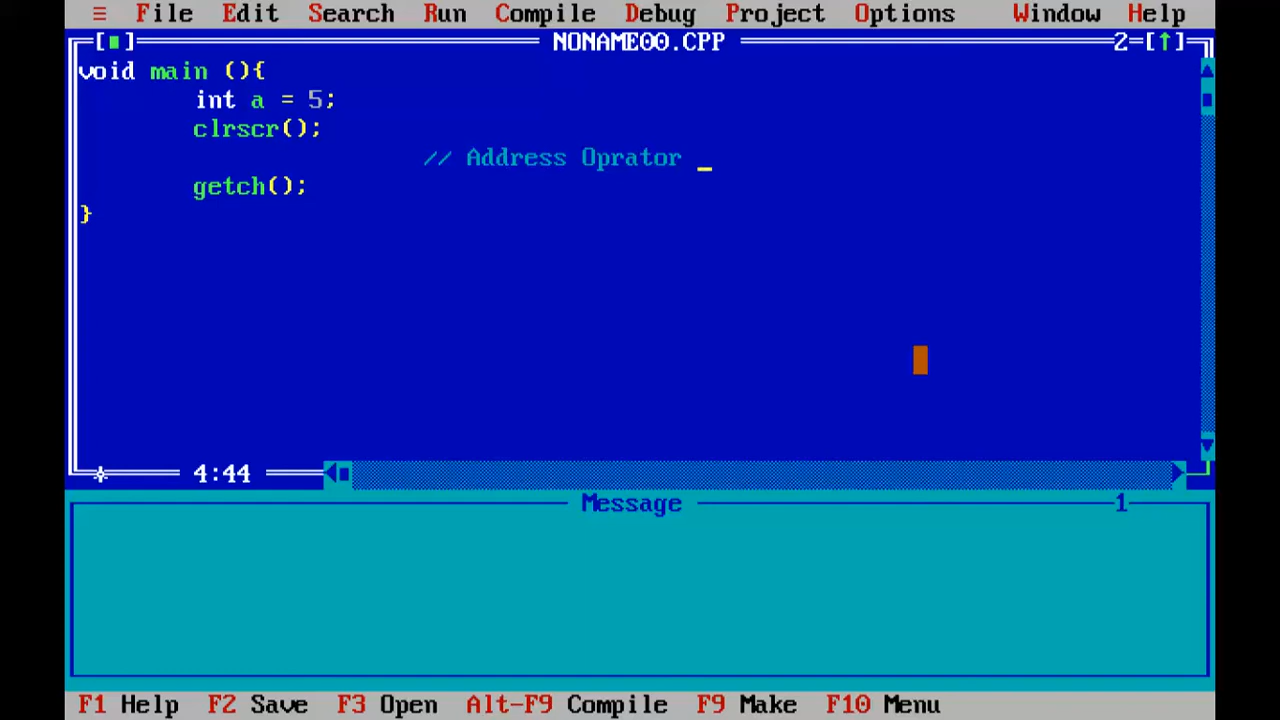 ≡ File Edit Search Run Compile Debug Project Options Window Help
[■] NONAME00.CPP 2=[↑]
void main (){
int a = 5;
clrscr();
// Address Oprator _
getch();
}
4:44
Message 1
F1 Help F2 Save F3 Open Alt-F9 Compile F9 Make F10 Menu